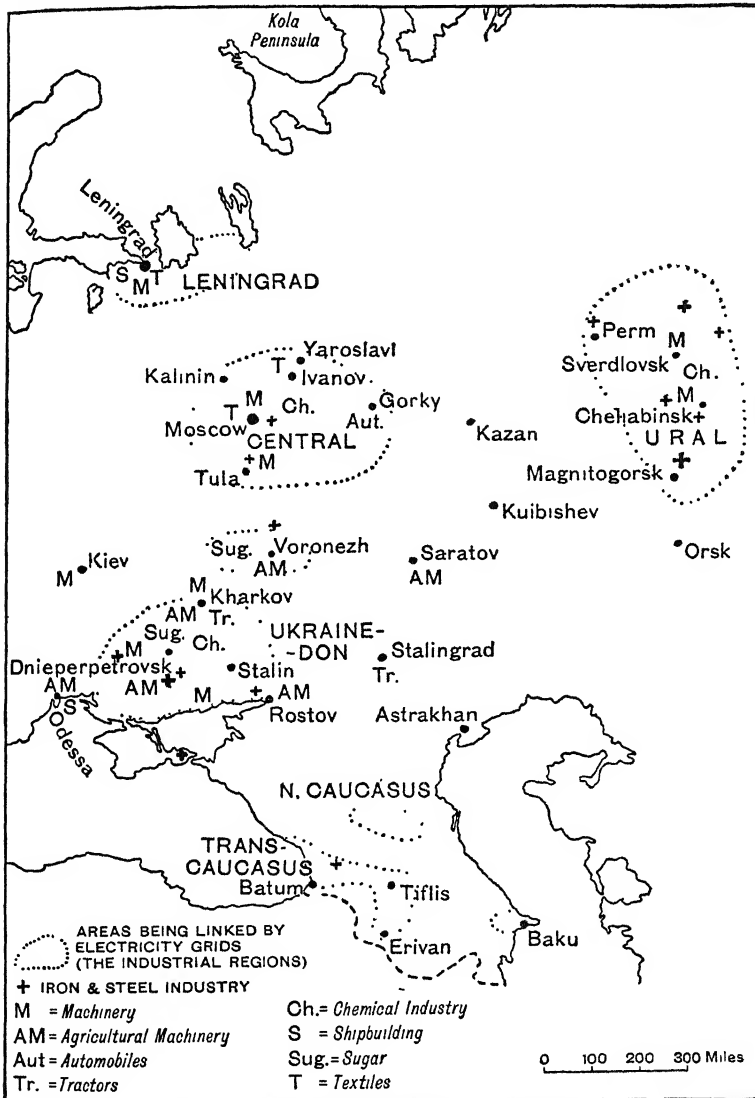 Kola
Peninsula
Leningrad
S M T LENINGRAD
Yaroslavl
T
Kalinin
Ivanov
M
Ch.
T
Gorky
Aut.
Moscow
CENTRAL
M
Tula
Kazan
Perm
M
Sverdlovsk
Ch.
M
Cheliabinsk
URAL
Magnitogorsk
Kuibishev
Orsk
Sug.
Voronezh
AM
Saratov
AM
Kiev
M
M
Kharkov
AM Tr.
Sug.
Ch.
M
UKRAINE-
-DON
Stalingrad
Tr.
Dnieperpetrovsk
Stalin
AM
AM
M
AM
Rostov
S
Odessa
Astrakhan
N. CAUCASUS
TRANS-
CAUCASUS
Batum
Tiflis
Erivan
Baku
AREAS BEING LINKED BY
ELECTRICITY GRIDS
(THE INDUSTRIAL REGIONS)
+ IRON & STEEL INDUSTRY
M = Machinery
AM = Agricultural Machinery
Aut = Automobiles
Tr. = Tractors
Ch. = Chemical Industry
S = Shipbuilding
Sug. = Sugar
T = Textiles
0 100 200 300 Miles